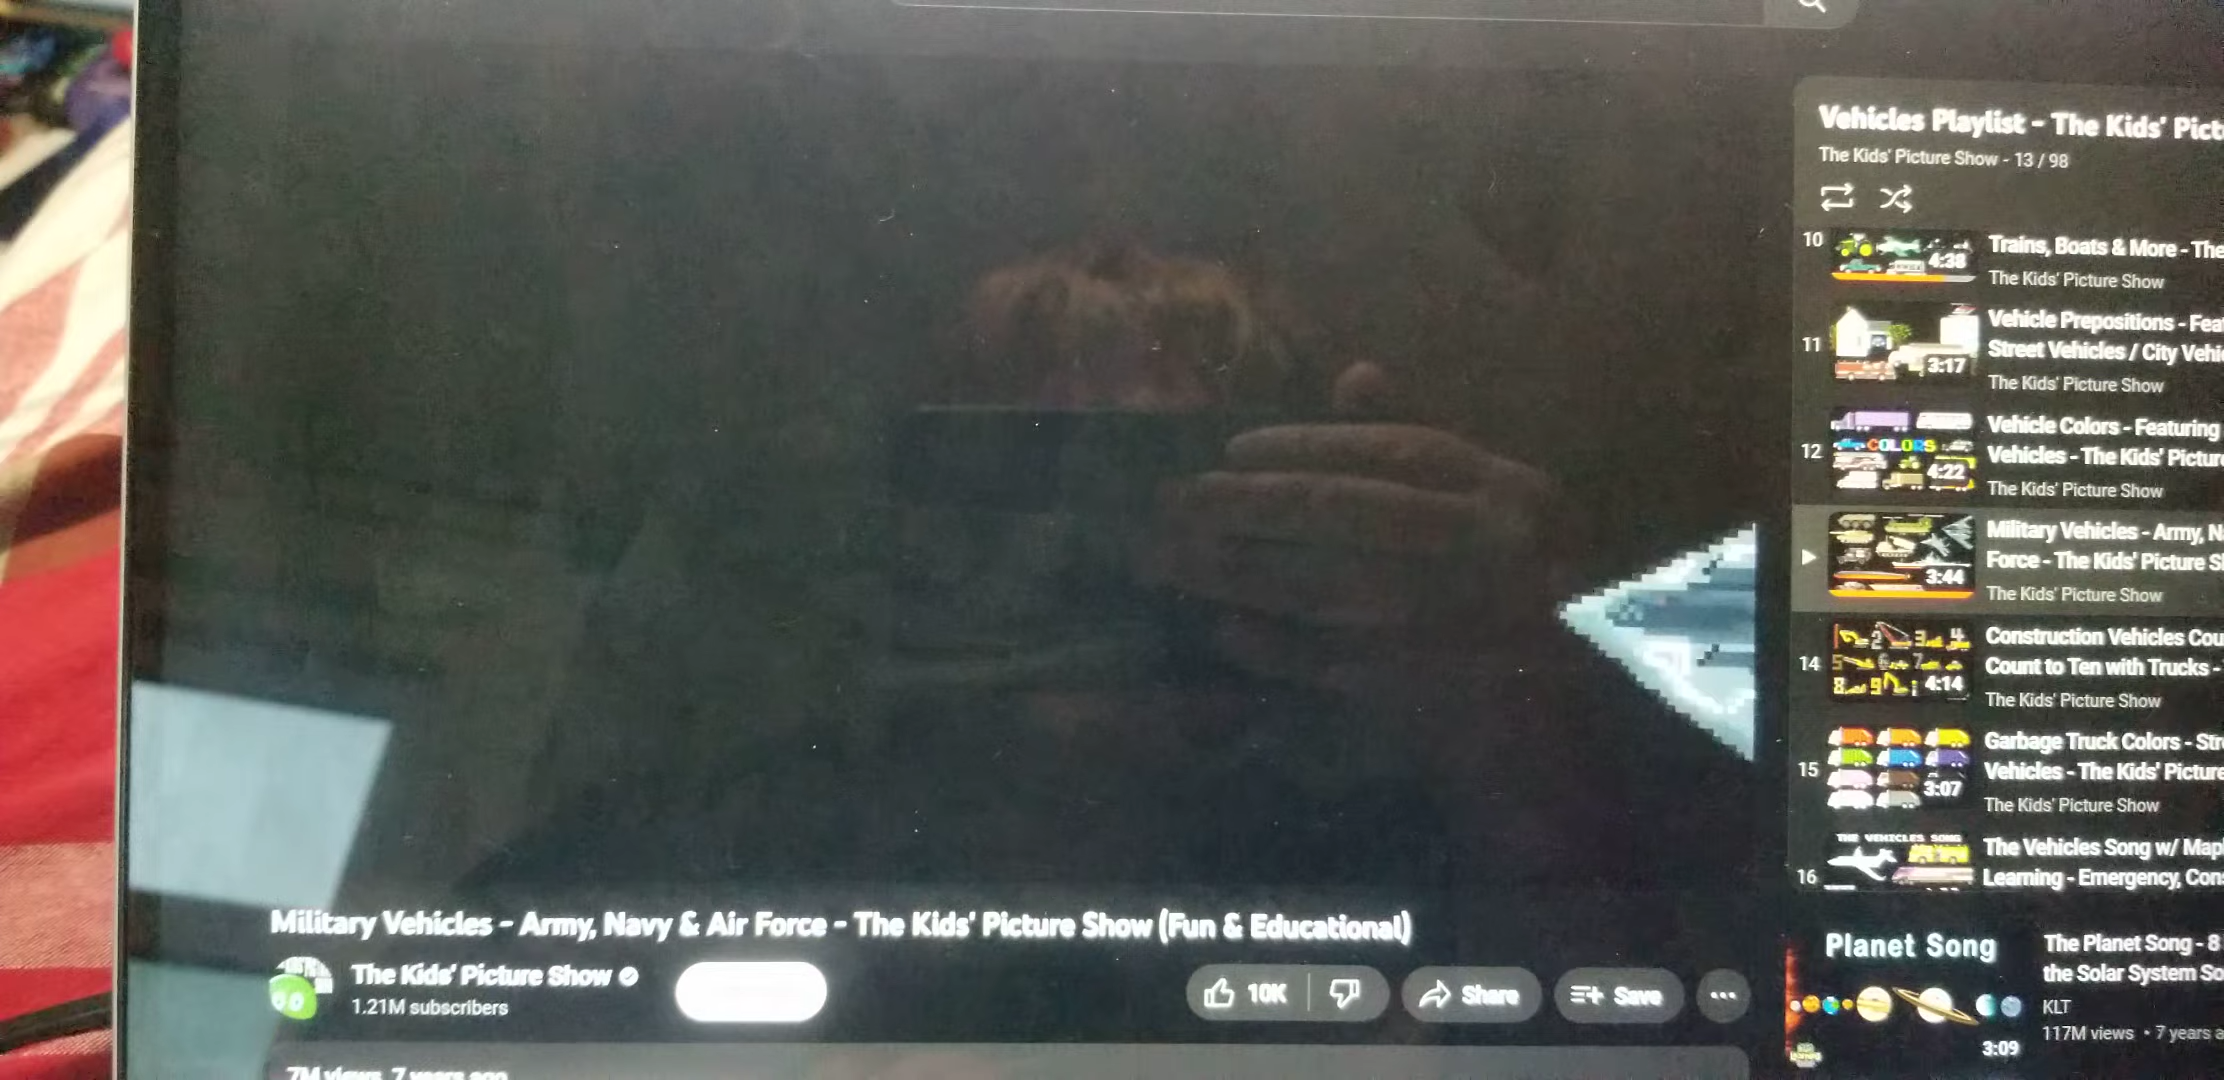 Vehicles Playlist - The Kids' Pict
The Kids' Picture Show - 13 / 98
10
4:38
Trains, Boats & More - The
The Kids' Picture Show
11
3:17
Vehicle Prepositions - Fea
Street Vehicles / City Vehi
The Kids' Picture Show
12
COLORS
4:22
Vehicle Colors - Featuring
Vehicles - The Kids' Picture
The Kids' Picture Show
3:44
Military Vehicles - Army, N
Force - The Kids' Picture S
The Kids' Picture Show
14
4:14
Construction Vehicles Cou
Count to Ten with Trucks -
The Kids' Picture Show
15
3:07
Garbage Truck Colors - Str
Vehicles - The Kids' Picture
The Kids' Picture Show
16
THE VEHICLES SONG
The Vehicles Song w/ Map
Learning - Emergency, Con
Military Vehicles - Army, Navy & Air Force - The Kids' Picture Show (Fun & Educational)
The Kids' Picture Show
1.21M subscribers
10K
Share
Save
7M views 7 years ago
Planet Song
3:09
The Planet Song - 8
the Solar System So
KLT
117M views • 7 years a